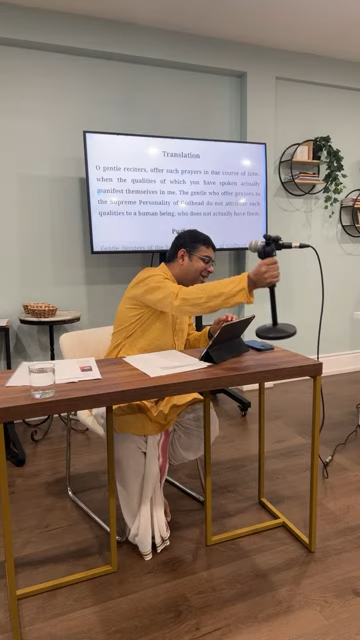 Translation
O gentle reciters, offer such prayers in due course of time,
when the qualities of which you have spoken actually
manifest themselves in me. The gentle who offer prayers to
the Supreme Personality of Godhead do not attribute such
qualities to a human being, who does not actually have them.
Gentle